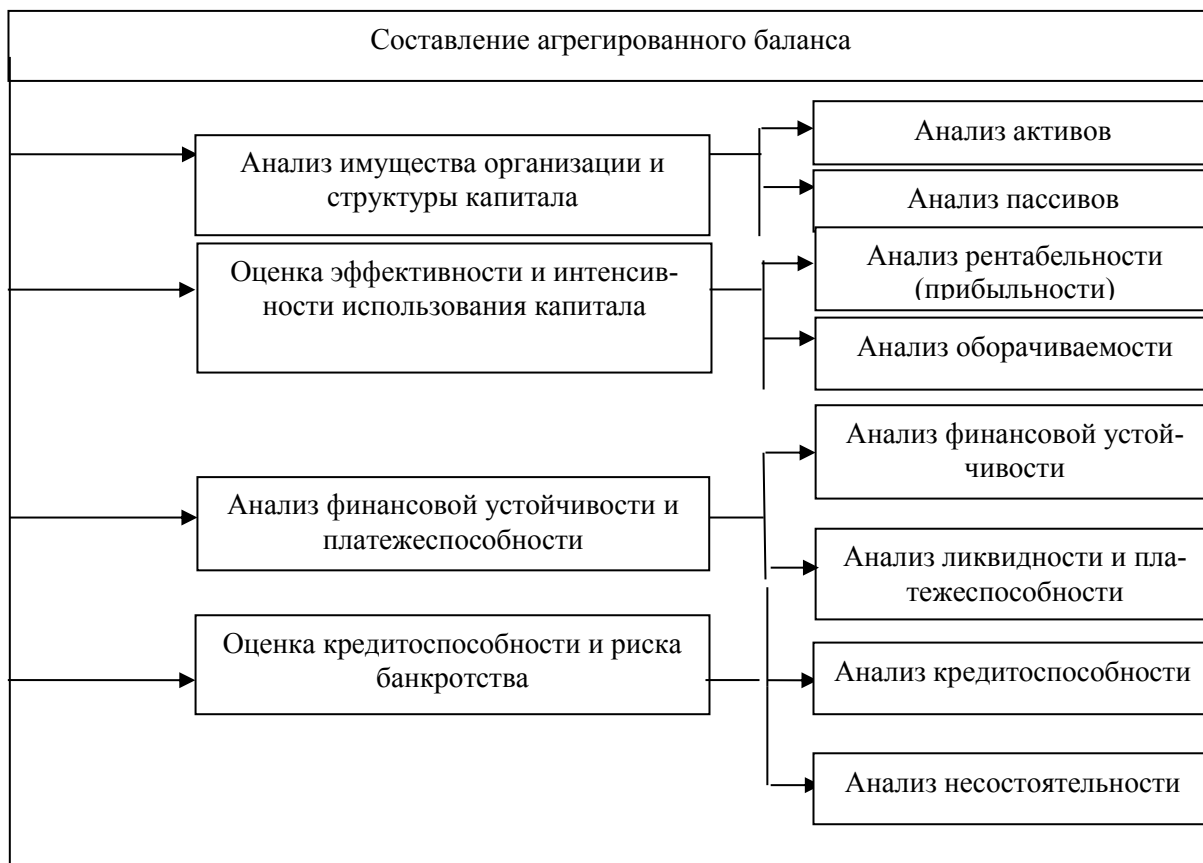 Составление агрегированного баланса
Анализ имущества организации и
структуры капитала
Анализ активов
Анализ пассивов
Оценка эффективности и интенсив-
ности использования капитала
Анализ рентабельности
(прибыльности)
Анализ оборачиваемости
Анализ финансовой устойчивости и
платежеспособности
Анализ финансовой устой-
чивости
Анализ ликвидности и пла-
тежеспособности
Оценка кредитоспособности и риска
банкротства
Анализ кредитоспособности
Анализ несостоятельности